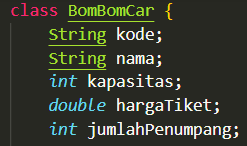 class BomBomCar {
String kode;
String nama;
int kapasitas;
double hargaTiket;
int jumlahPenumpang;